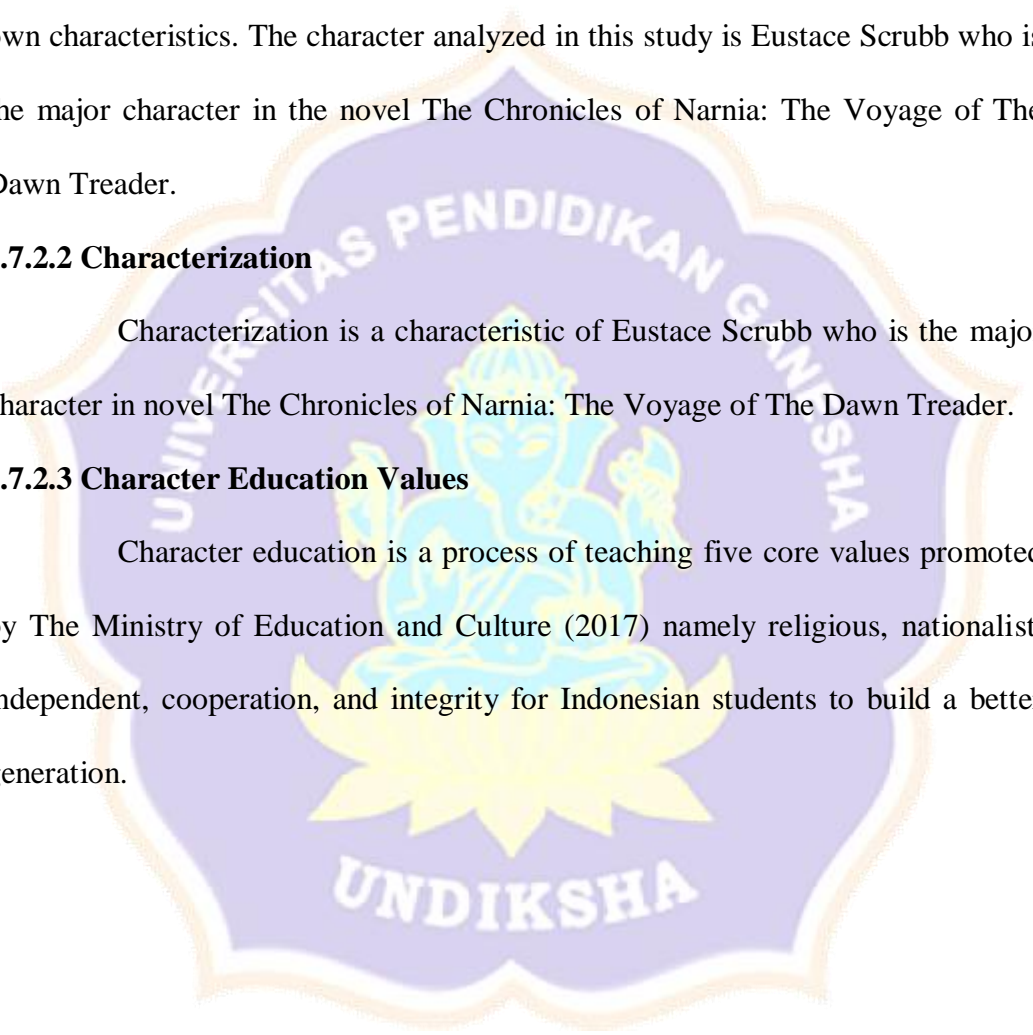 own characteristics. The character analyzed in this study is Eustace Scrubb who is
the major character in the novel The Chronicles of Narnia: The Voyage of The
Dawn Treader.
UNIVERSITAS PENDIDIKAN GANESHA
.7.2.2 Characterization
Characterization is a characteristic of Eustace Scrubb who is the major
character in novel The Chronicles of Narnia: The Voyage of The Dawn Treader.
.7.2.3 Character Education Values
Character education is a process of teaching five core values promoted
by The Ministry of Education and Culture (2017) namely religious, nationalist
independent, cooperation, and integrity for Indonesian students to build a better
generation.
UNDIKSHA